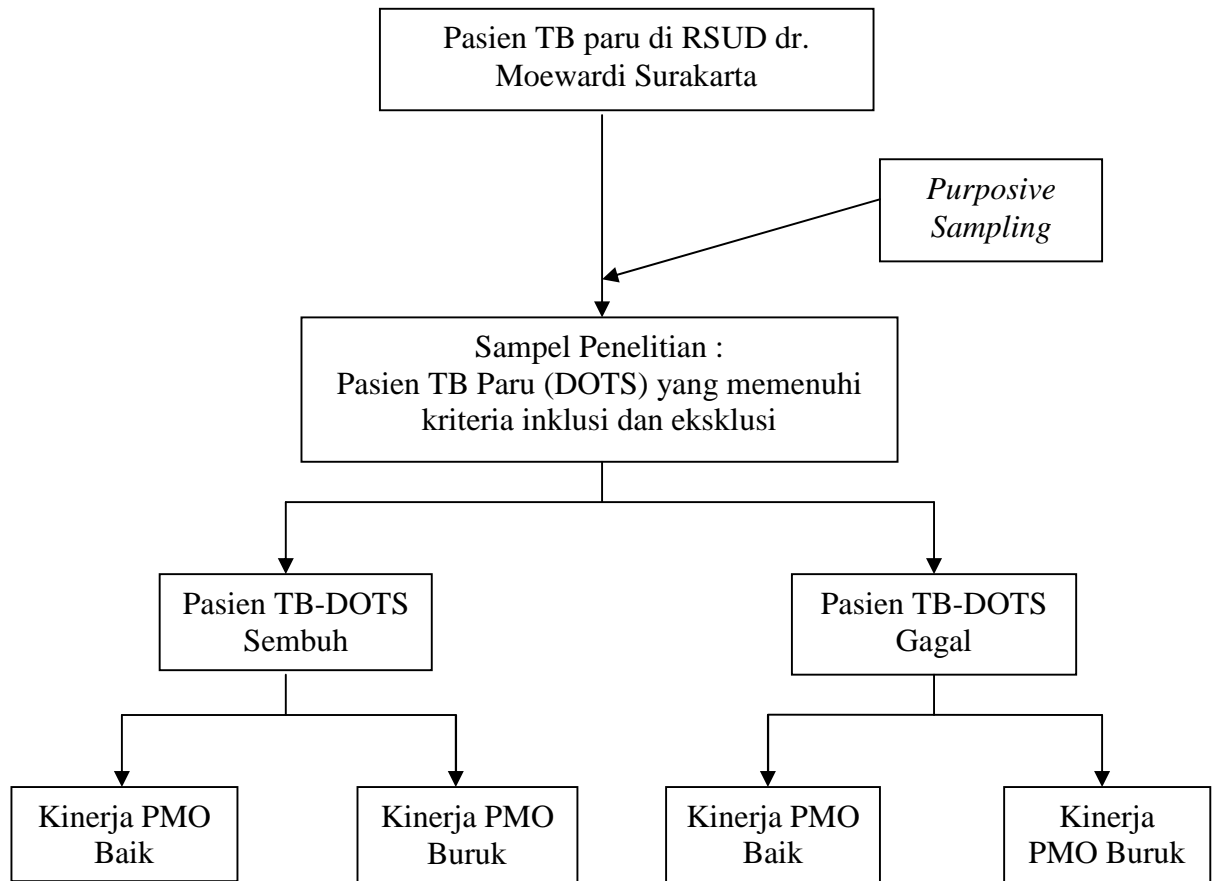 Pasien TB paru di RSUD dr.
Moewardi Surakarta
Purposive
Sampling
Sampel Penelitian :
Pasien TB Paru (DOTS) yang memenuhi
kriteria inklusi dan eksklusi
Pasien TB-DOTS
Sembuh
Pasien TB-DOTS
Gagal
Kinerja PMO
Baik
Kinerja PMO
Buruk
Kinerja PMO
Baik
Kinerja
PMO Buruk